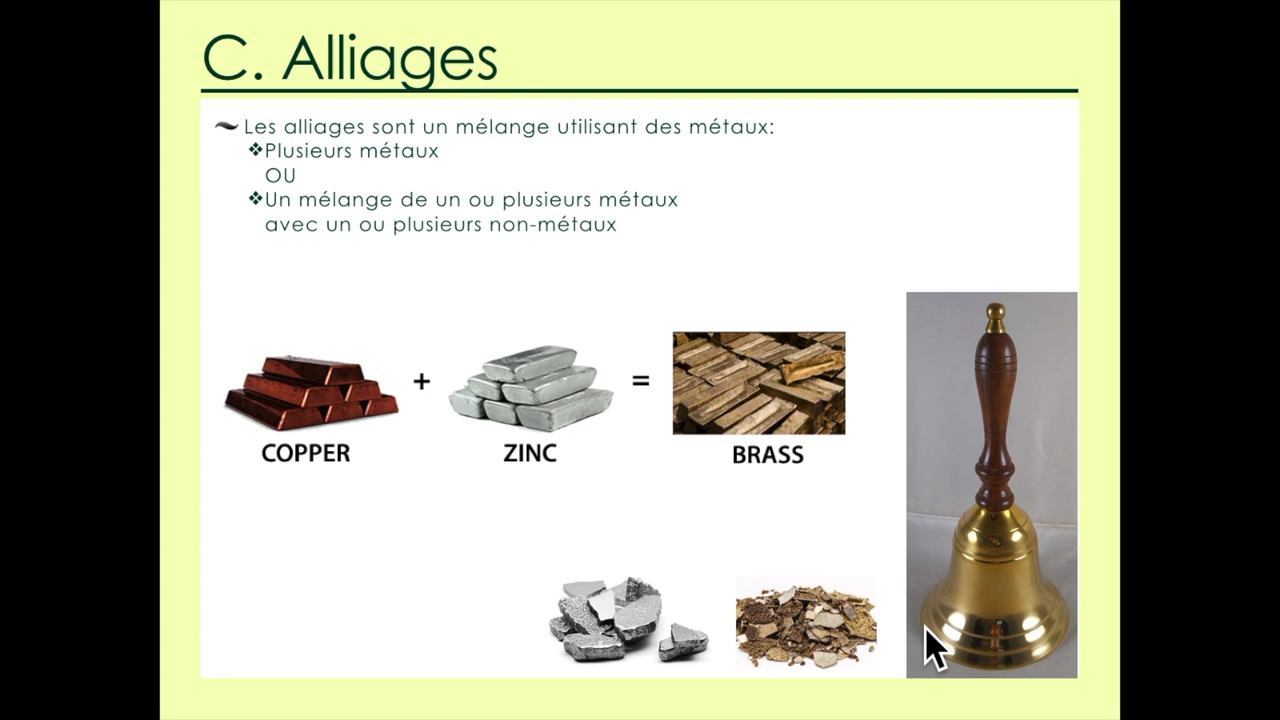 C. Alliages
Les alliages sont un mélange utilisant des métaux:
❖Plusieurs métaux
OU
❖Un mélange de un ou plusieurs métaux
avec un ou plusieurs non-métaux
+ =
COPPER ZINC BRASS